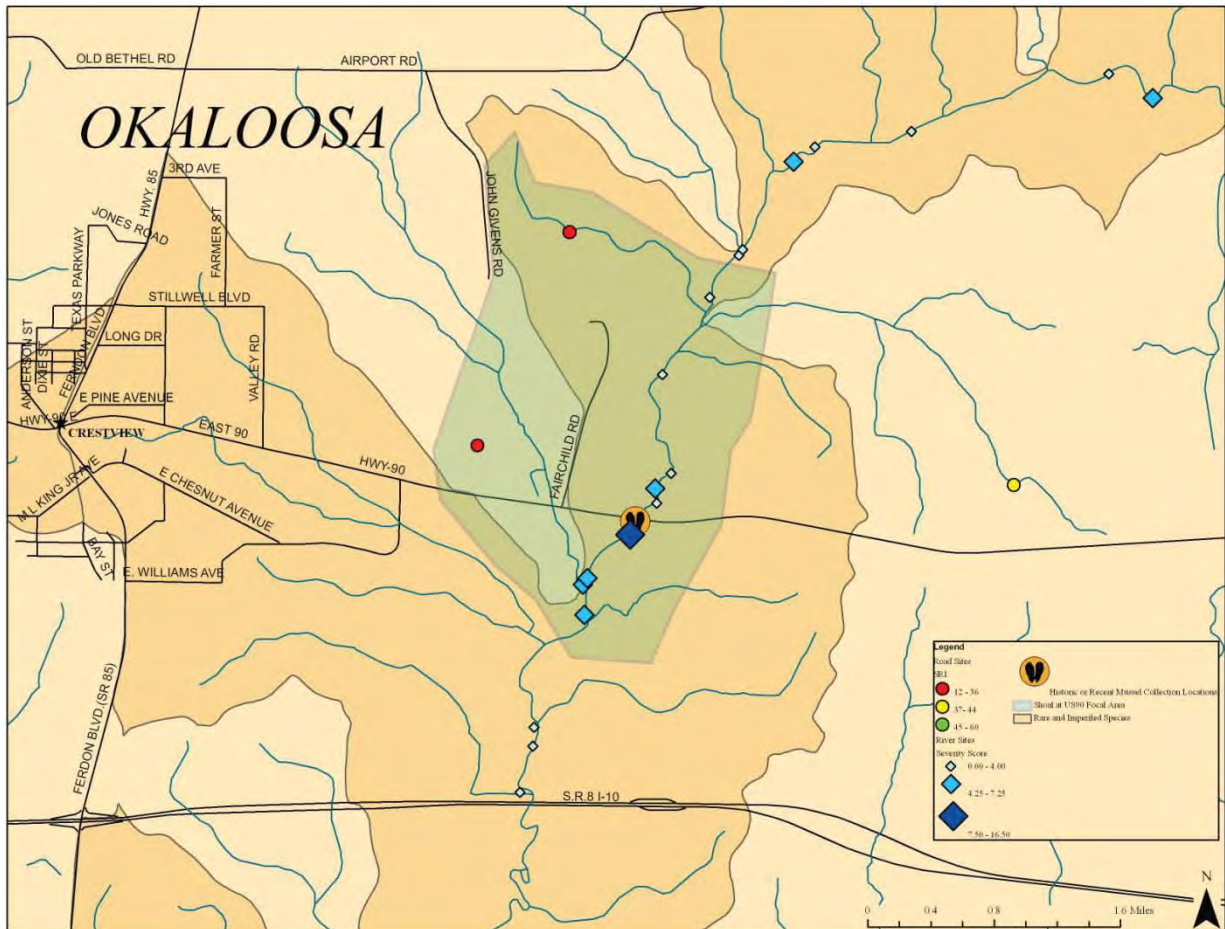 OLD BETHEL RD
AIRPORT RD
OKALOOSA
HWY. 85
3RD AVE
JONES ROAD
TEXAS PARKWAY
FARMER ST
JOHN GIVENS RD
STILLWELL BLVD
LONG DR
ANDERSON ST
DIXIE ST
FERNDON BLVD
VALLEY RD
E PINE AVENUE
HWY-90 E
CRESTVIEW
EAST 90
HWY-90
FAIRCHILD RD
M L KING JR AVE
E CHESNUT AVENUE
BAY ST
E. WILLIAMS AVE
FERDON BLVD.(SR 85)
S.R.8 I-10
Legend
Road Sites
12 - 36
37 - 44
45 - 60
River Sites
Severity Score
0.00 - 4.00
4.25 - 7.25
7.50 - 16.50
Historic or Recent Mussel Collection Locations
Shoal at US90 Focal Area
Rare and Imperiled Species
N
0 0.4 0.8 1.6 Miles